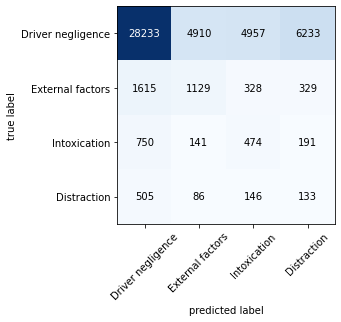 true label
Driver negligence 28233 4910 4957 6233
External factors 1615 1129 328 329
Intoxication 750 141 474 191
Distraction 505 86 146 133
Driver negligence External factors Intoxication Distraction
predicted label